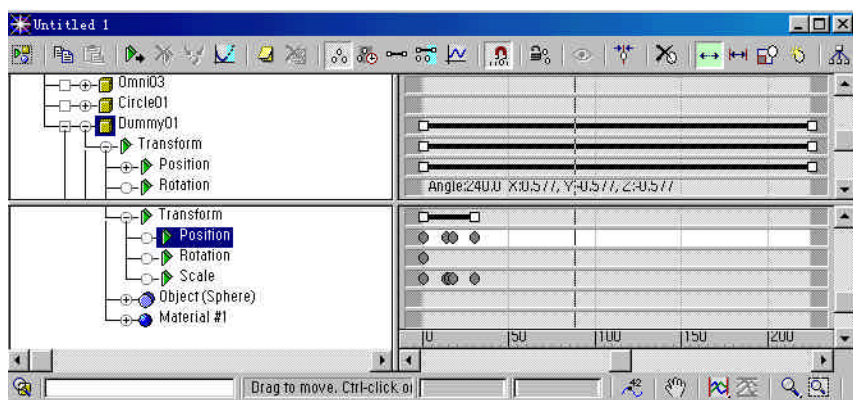 Untitled 1
Omni03
Circle01
Dummy01
Transform
Position
Rotation
Angle:240.0 X:0.577, Y:-0.577, Z:-0.577
Transform
Position
Rotation
Scale
Object (Sphere)
Material #1
0 50 100 150 200
Drag to move. Ctrl-click o
42